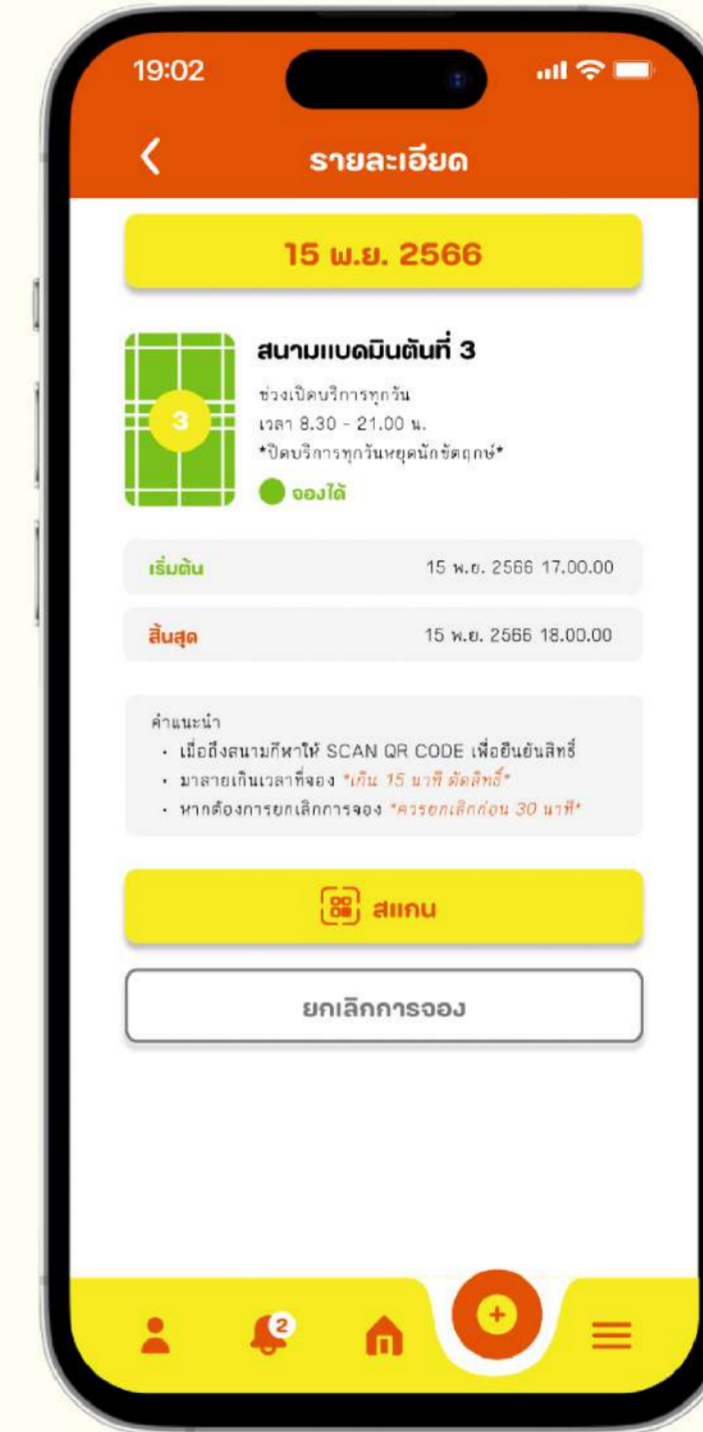 19:02
รายละเอียด
15 พ.ย. 2566
3
สนามแบดมินตันที่ 3
ช่วงเปิดบริการทุกวัน
เวลา 8.30 - 21.00 น.
*ปิดบริการทุกวันหยุดนักขัตฤกษ์*
จองได้
เริ่มต้น 15 พ.ย. 2566 17.00.00
สิ้นสุด 15 พ.ย. 2566 18.00.00
คำแนะนำ
• เมื่อถึงสนามกีฬาให้ SCAN QR CODE เพื่อยืนยันสิทธิ์
• มาสายเกินเวลาที่จอง *เกิน 15 นาที ตัดสิทธิ์*
• หากต้องการยกเลิกการจอง *ควรยกเลิกก่อน 30 นาที*
สแกน
ยกเลิกการจอง
2